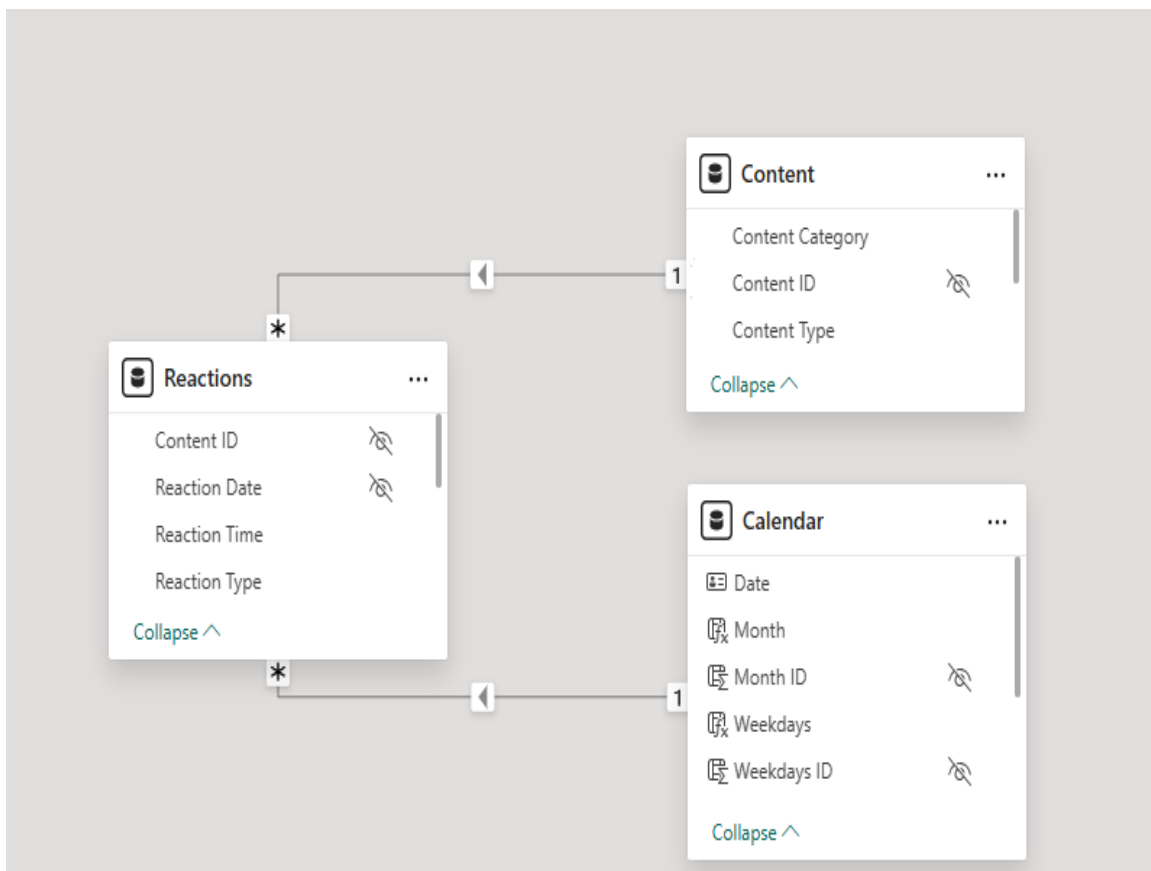 Content
Content Category
Content ID
Content Type
Collapse
1
*
Reactions
Content ID
Reaction Date
Reaction Time
Reaction Type
Collapse
*
1
Calendar
Date
Month
Month ID
Weekdays
Weekdays ID
Collapse